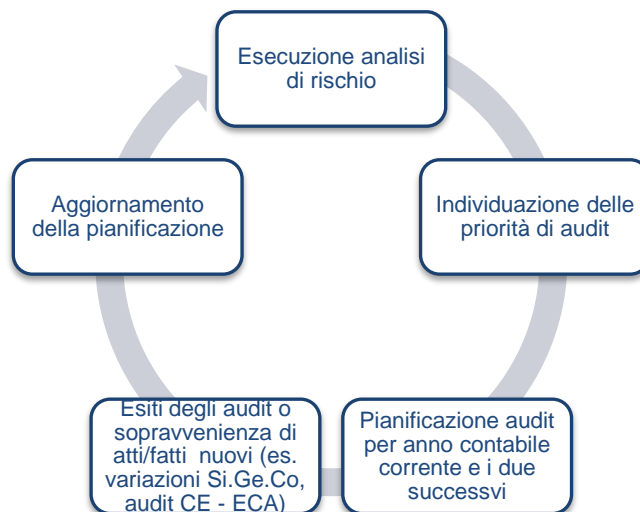 Esecuzione analisi
di rischio
Individuazione delle
priorità di audit
Pianificazione audit
per anno contabile
corrente e i due
successvi
Esiti degli audit o
sopravvenienza di
atti/fatti nuovi (es.
variazioni Si.Ge.Co,
audit CE - ECA)
Aggiornamento
della pianificazione